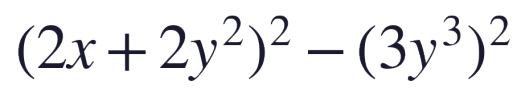 (2x + 2y²)² − (3y³)²